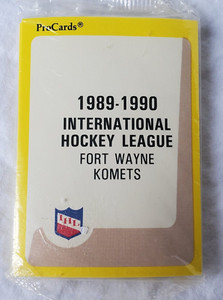 ProCards®
1989-1990
INTERNATIONAL
HOCKEY LEAGUE
FORT WAYNE
KOMETS